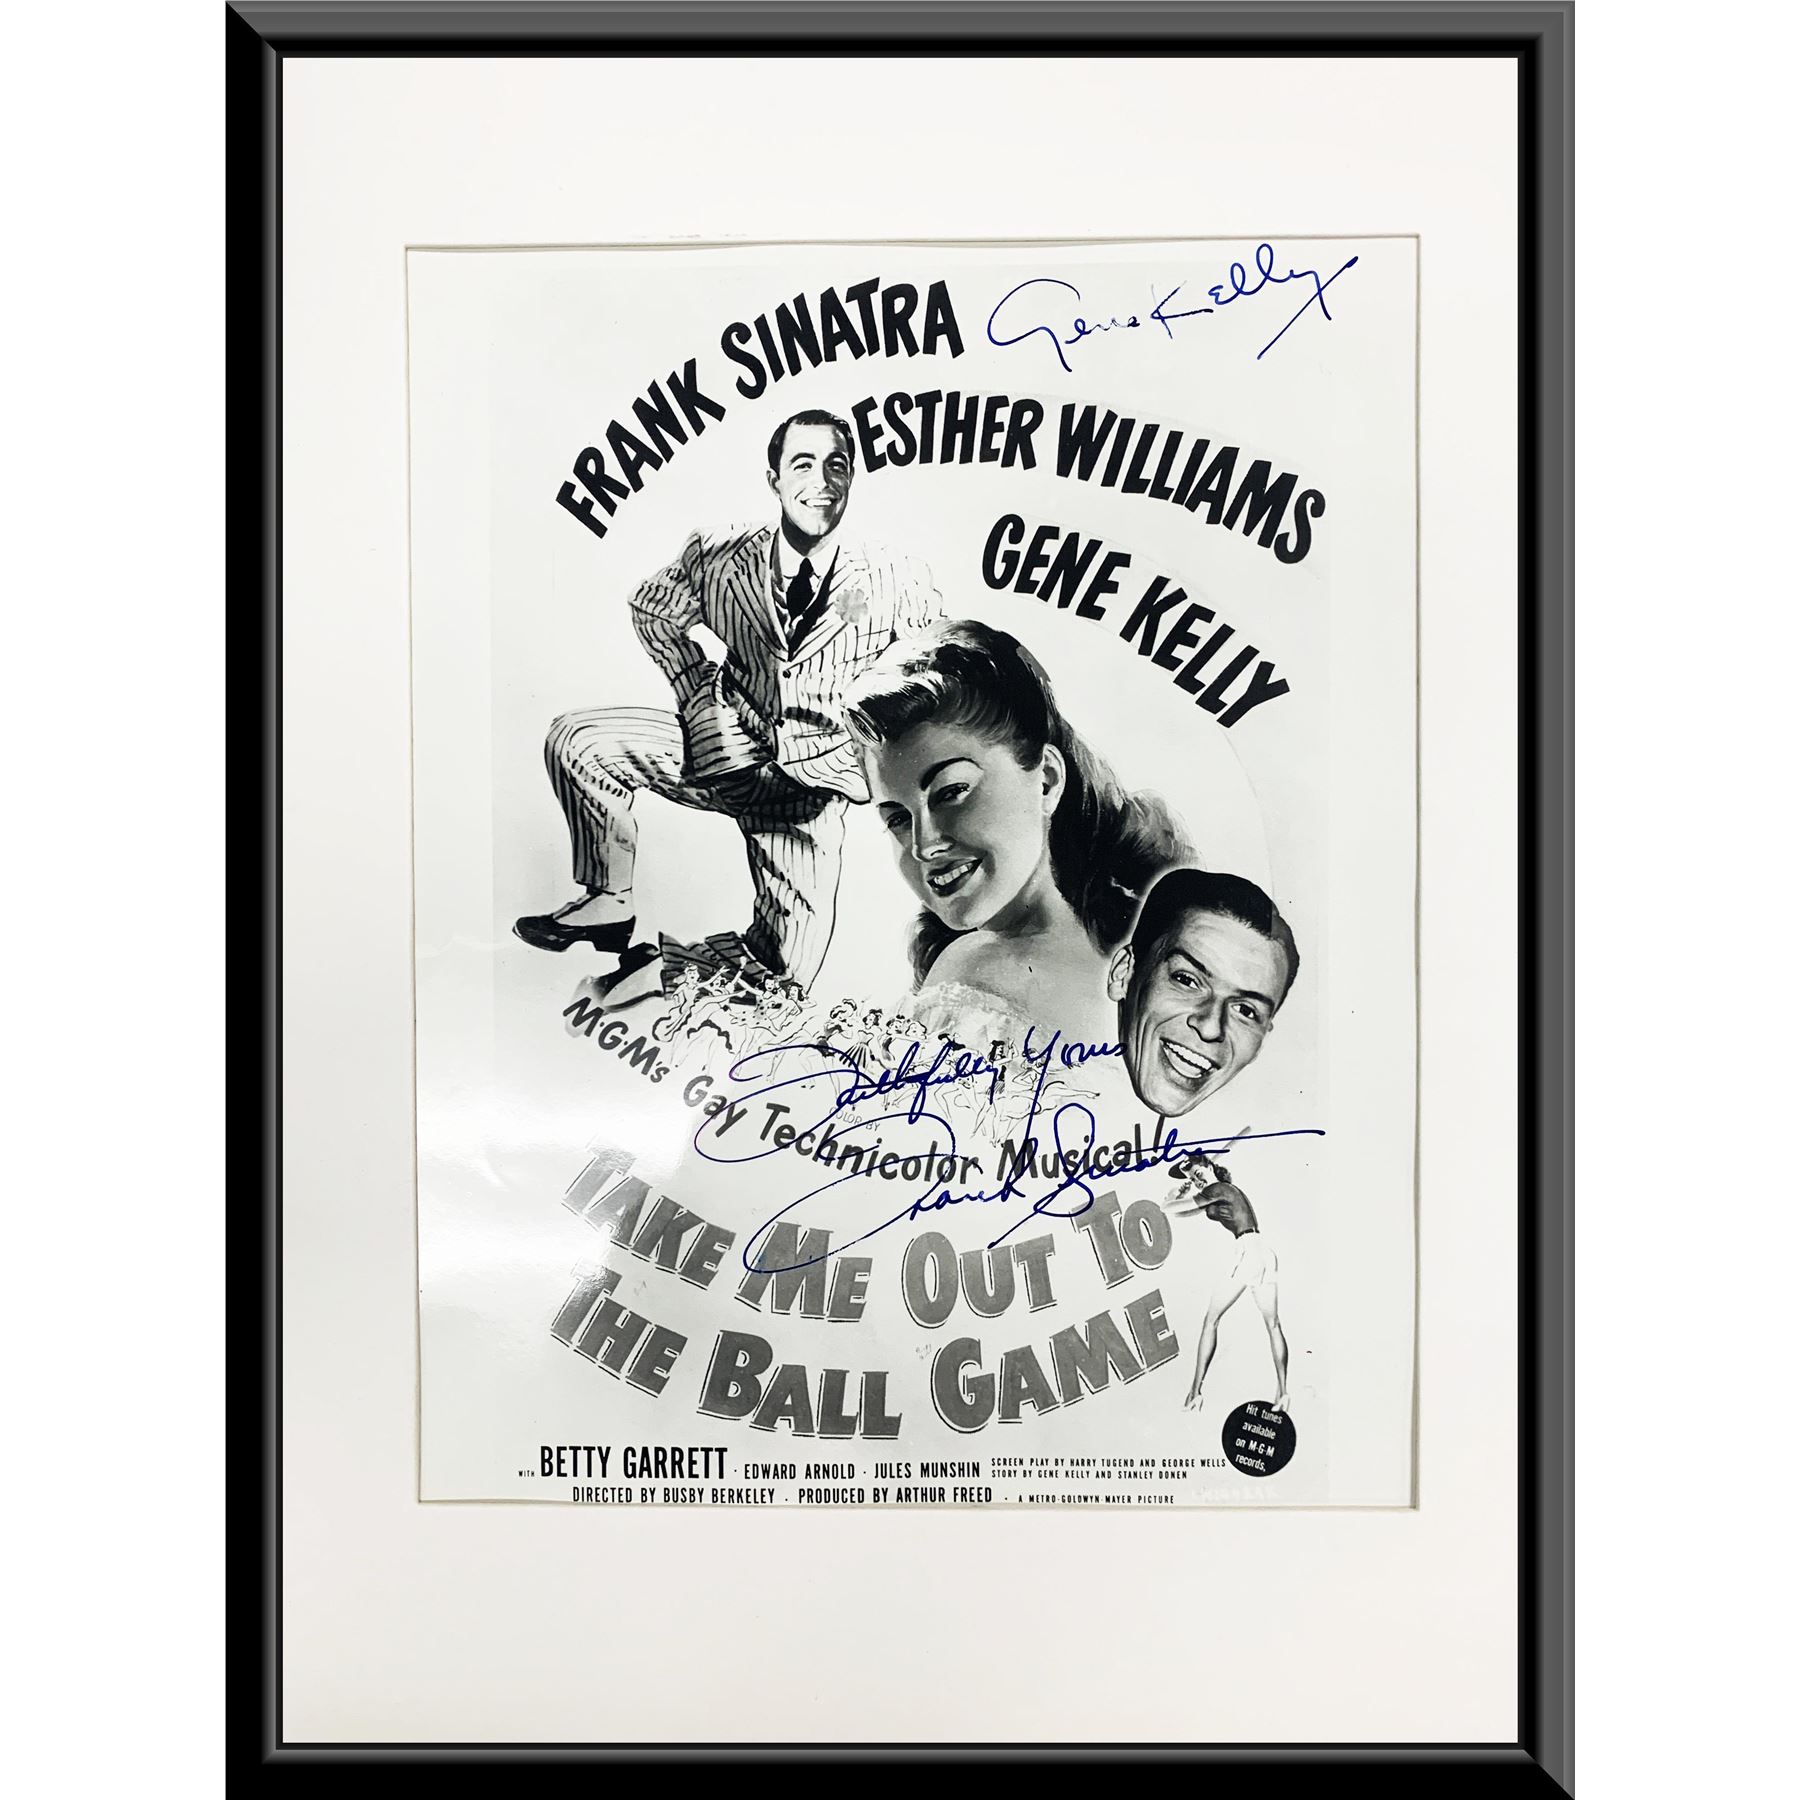 Gene Kelly
FRANK SINATRA
ESTHER WILLIAMS
GENE KELLY
M·G·M's Gay Technicolor Musical!
COLOR BY
Faithfully Yours
Frank Sinatra
TAKE ME OUT TO
THE BALL GAME
Hit tunes
available
on M-G-M
records.
WITH BETTY GARRETT · EDWARD ARNOLD · JULES MUNSHIN
SCREEN PLAY BY HARRY TUGEND AND GEORGE WELLS
STORY BY GENE KELLY AND STANLEY DONEN
DIRECTED BY BUSBY BERKELEY · PRODUCED BY ARTHUR FREED · A METRO-GOLDWYN-MAYER PICTURE